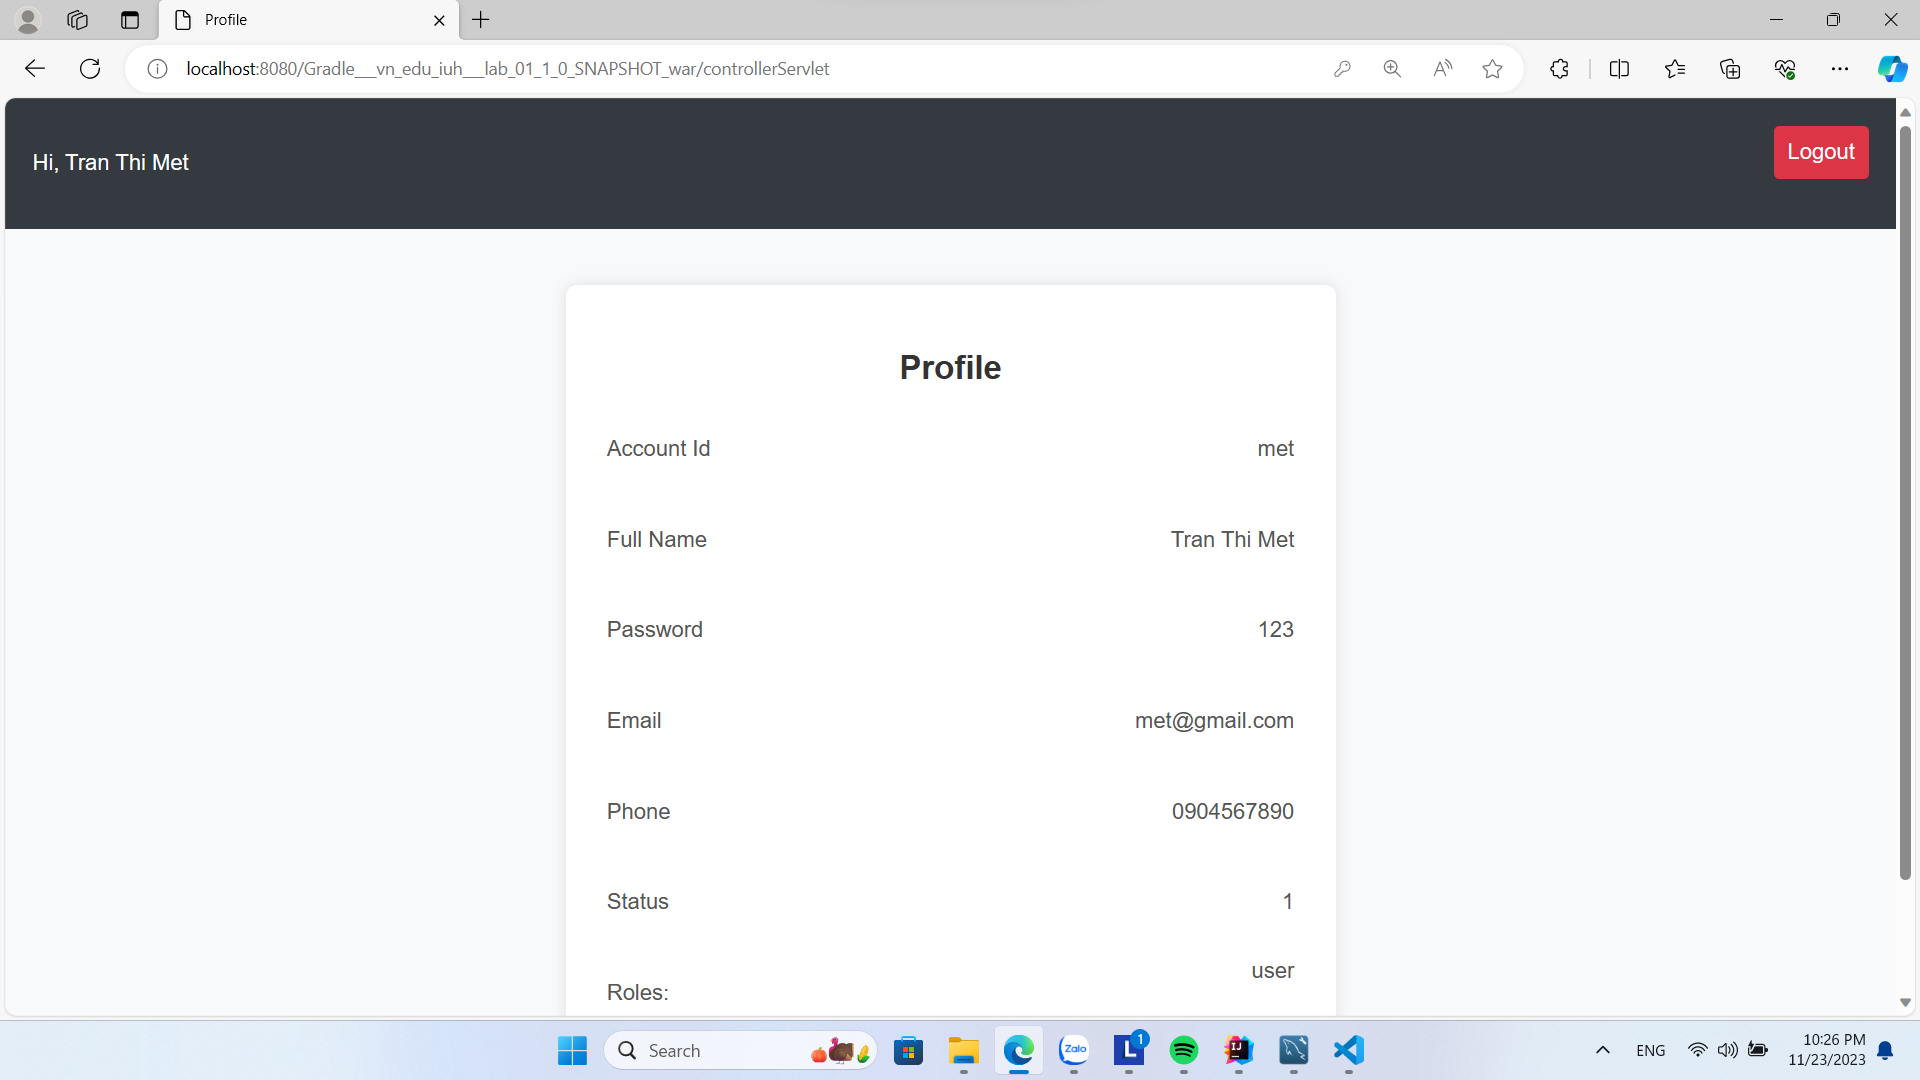 Profile
localhost:8080/Gradle___vn_edu_iuh___lab_01_1_0_SNAPSHOT_war/controllerServlet
Hi, Tran Thi Met
Logout
Profile
Account Id met
Full Name Tran Thi Met
Password 123
Email met@gmail.com
Phone 0904567890
Status 1
Roles: user
Search
Zalo
L
1
IJ
ENG
10:26 PM
11/23/2023